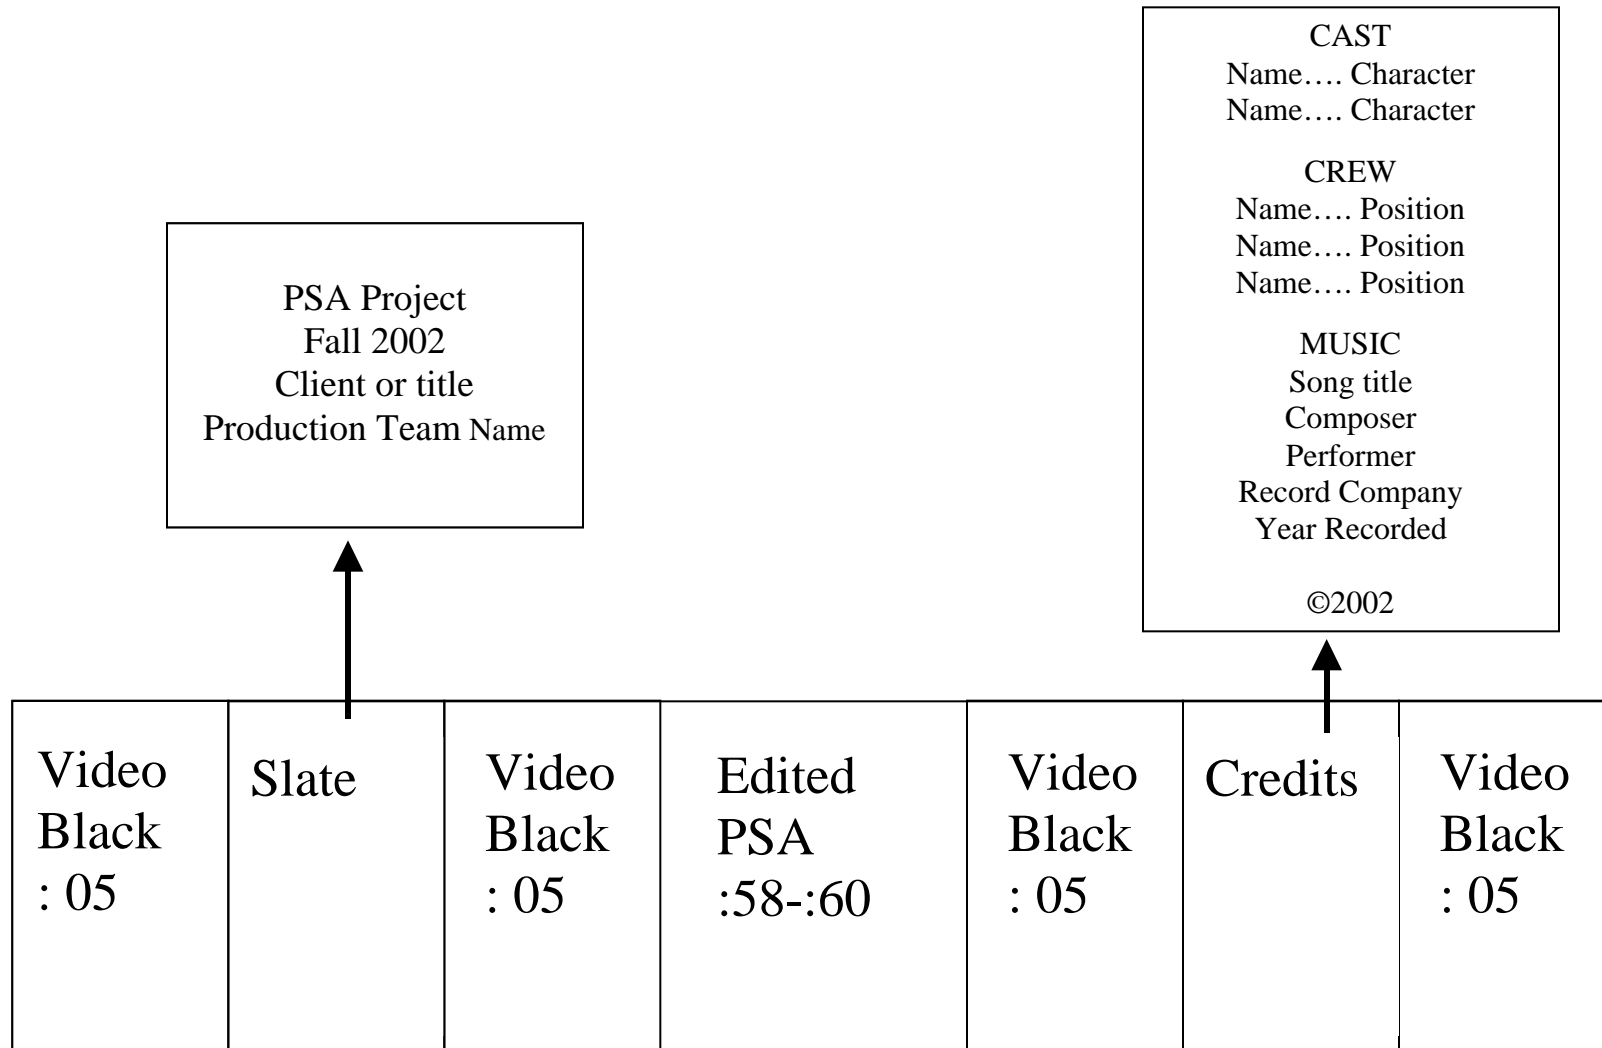 CAST
Name…. Character
Name…. Character
CREW
Name…. Position
Name…. Position
Name…. Position
MUSIC
Song title
Composer
Performer
Record Company
Year Recorded
©2002
PSA Project
Fall 2002
Client or title
Production Team Name
Video
Black
: 05
Slate
Video
Black
: 05
Edited
PSA
:58-:60
Video
Black
: 05
Credits
Video
Black
: 05